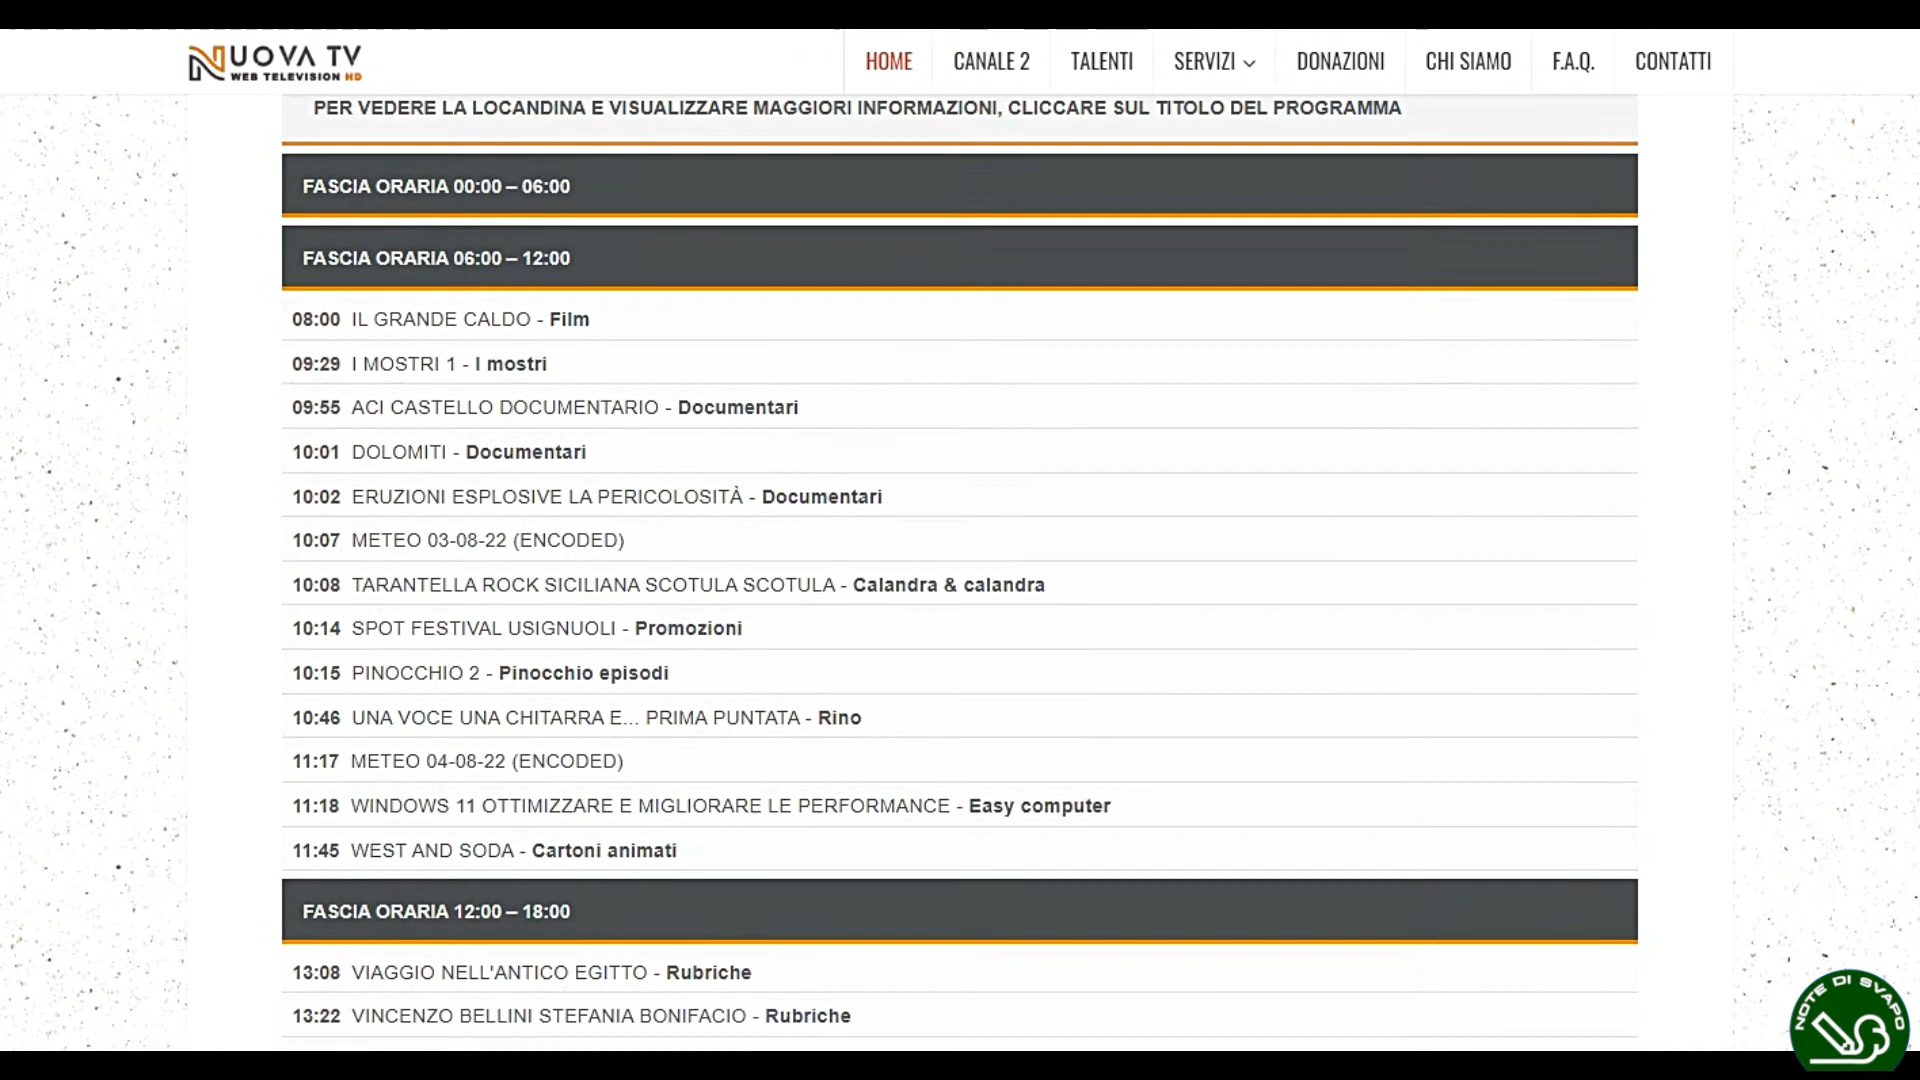 NUOVA TV
WEB TELEVISION HD
HOME
CANALE 2
TALENTI
SERVIZI
DONAZIONI
CHI SIAMO
F.A.Q.
CONTATTI
PER VEDERE LA LOCANDINA E VISUALIZZARE MAGGIORI INFORMAZIONI, CLICCARE SUL TITOLO DEL PROGRAMMA
FASCIA ORARIA 00:00 – 06:00
FASCIA ORARIA 06:00 – 12:00
08:00 IL GRANDE CALDO - Film
09:29 I MOSTRI 1 - I mostri
09:55 ACI CASTELLO DOCUMENTARIO - Documentari
10:01 DOLOMITI - Documentari
10:02 ERUZIONI ESPLOSIVE LA PERICOLOSITÀ - Documentari
10:07 METEO 03-08-22 (ENCODED)
10:08 TARANTELLA ROCK SICILIANA SCOTULA SCOTULA - Calandra & calandra
10:14 SPOT FESTIVAL USIGNUOLI - Promozioni
10:15 PINOCCHIO 2 - Pinocchio episodi
10:46 UNA VOCE UNA CHITARRA E... PRIMA PUNTATA - Rino
11:17 METEO 04-08-22 (ENCODED)
11:18 WINDOWS 11 OTTIMIZZARE E MIGLIORARE LE PERFORMANCE - Easy computer
11:45 WEST AND SODA - Cartoni animati
FASCIA ORARIA 12:00 – 18:00
13:08 VIAGGIO NELL'ANTICO EGITTO - Rubriche
13:22 VINCENZO BELLINI STEFANIA BONIFACIO - Rubriche
NOTE DI SVAPO